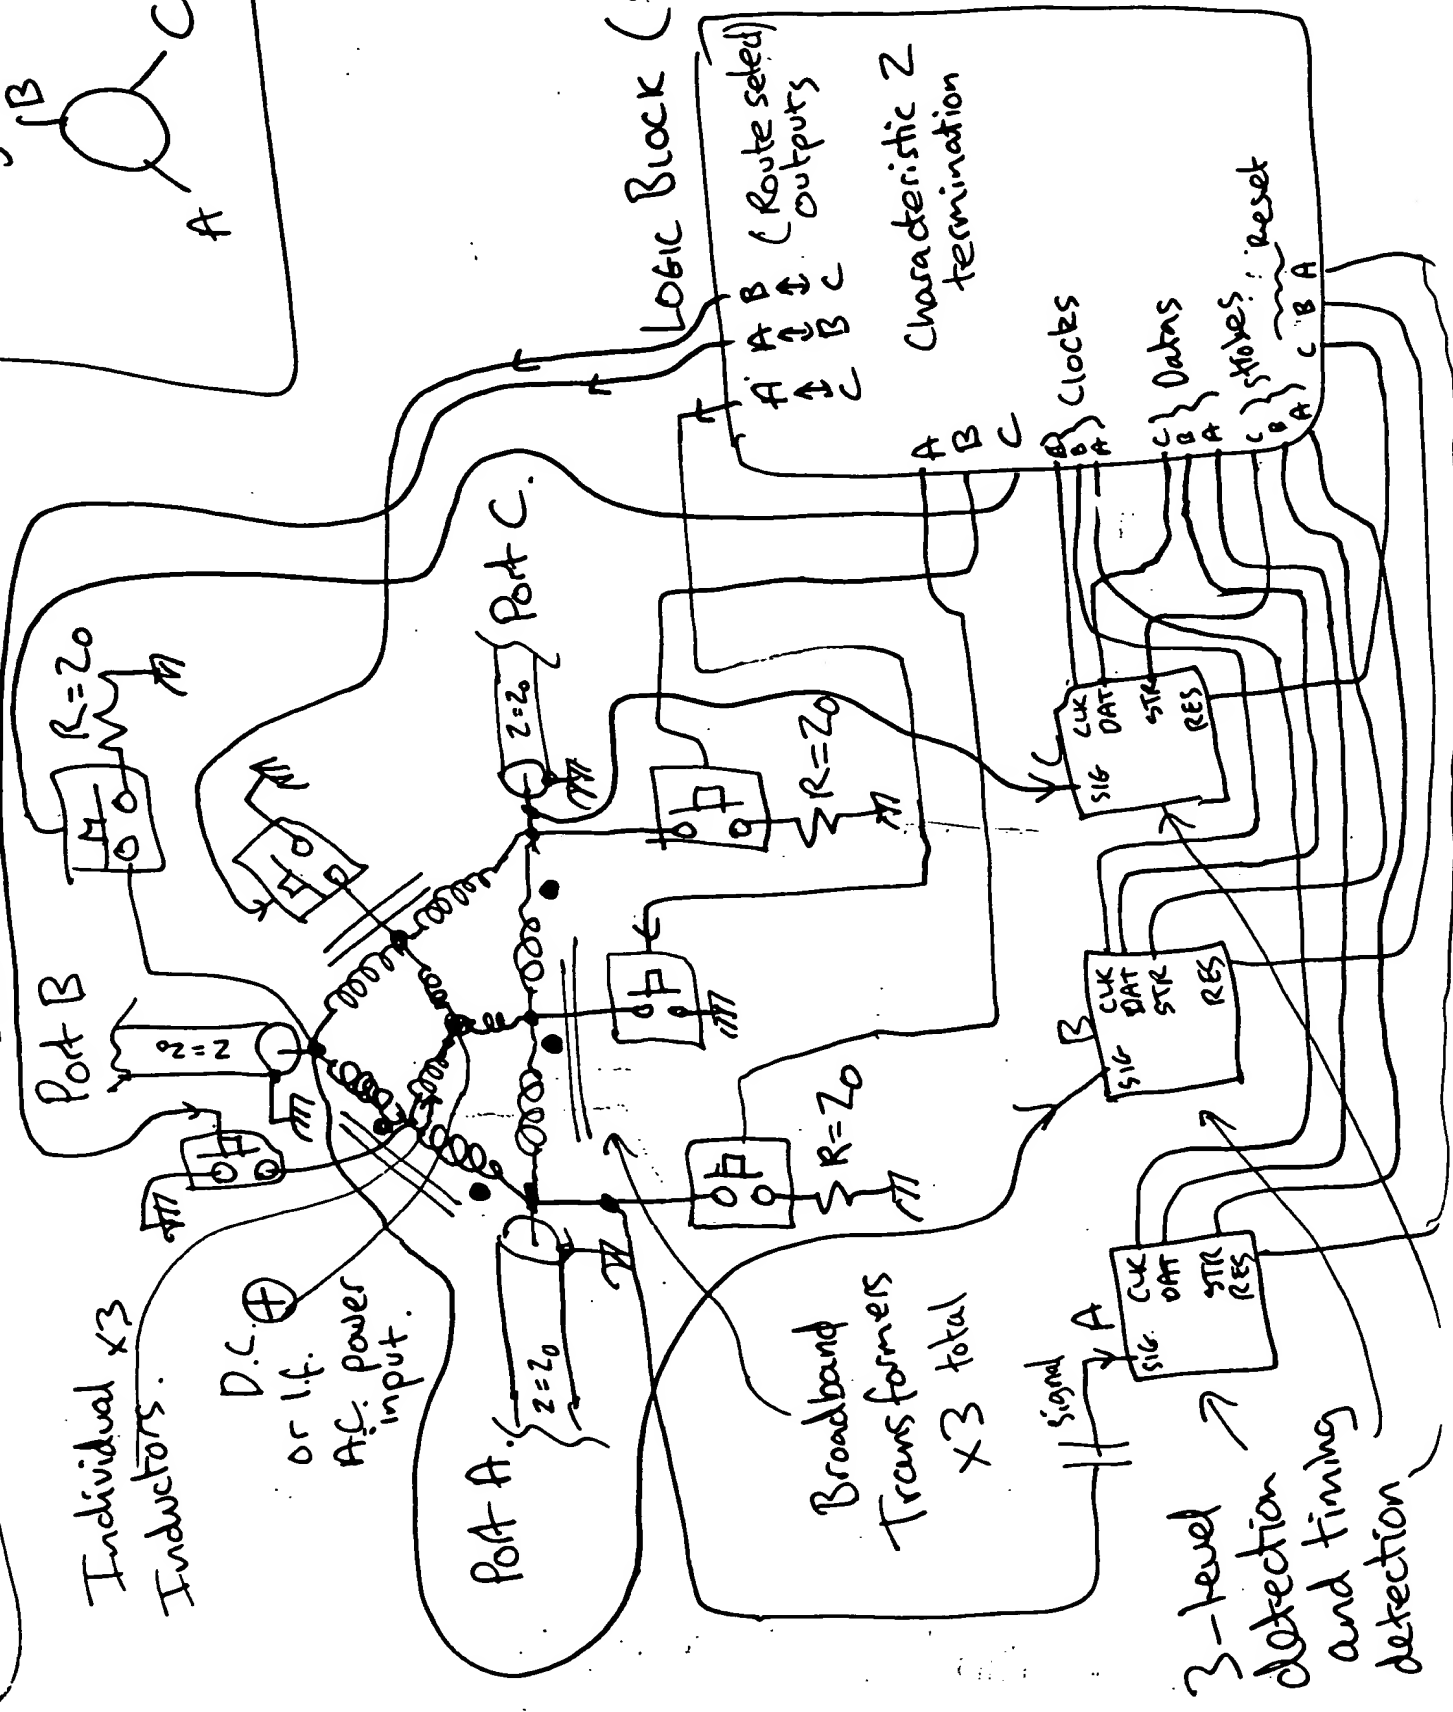 B
C
A
LOGIC BLOCK (
B ↔ C
A ↔ B
A ↔ C
(Route select)
outputs
Characteristic Z
termination
A
B
C
B
A
} Clocks
C
B
A
} Datas
C
B
A
} Strobes
Reset
C B A
R=Z0
Port C.
Z=Z0
Port B
Z=Z0
R=Z0
R=Z0
Port A.
Z=Z0
Individual x3
Inductors.
D.C. +
or l.f.
A.C. power
input.
Broadband
Transformers
x3 total
C
SIG
CLK
DAT
STR
RES
B
SIG
CLK
DAT
STR
RES
Signal
A
SIG
CLK
DAT
STR
RES
3-level
detection
and timing
detection